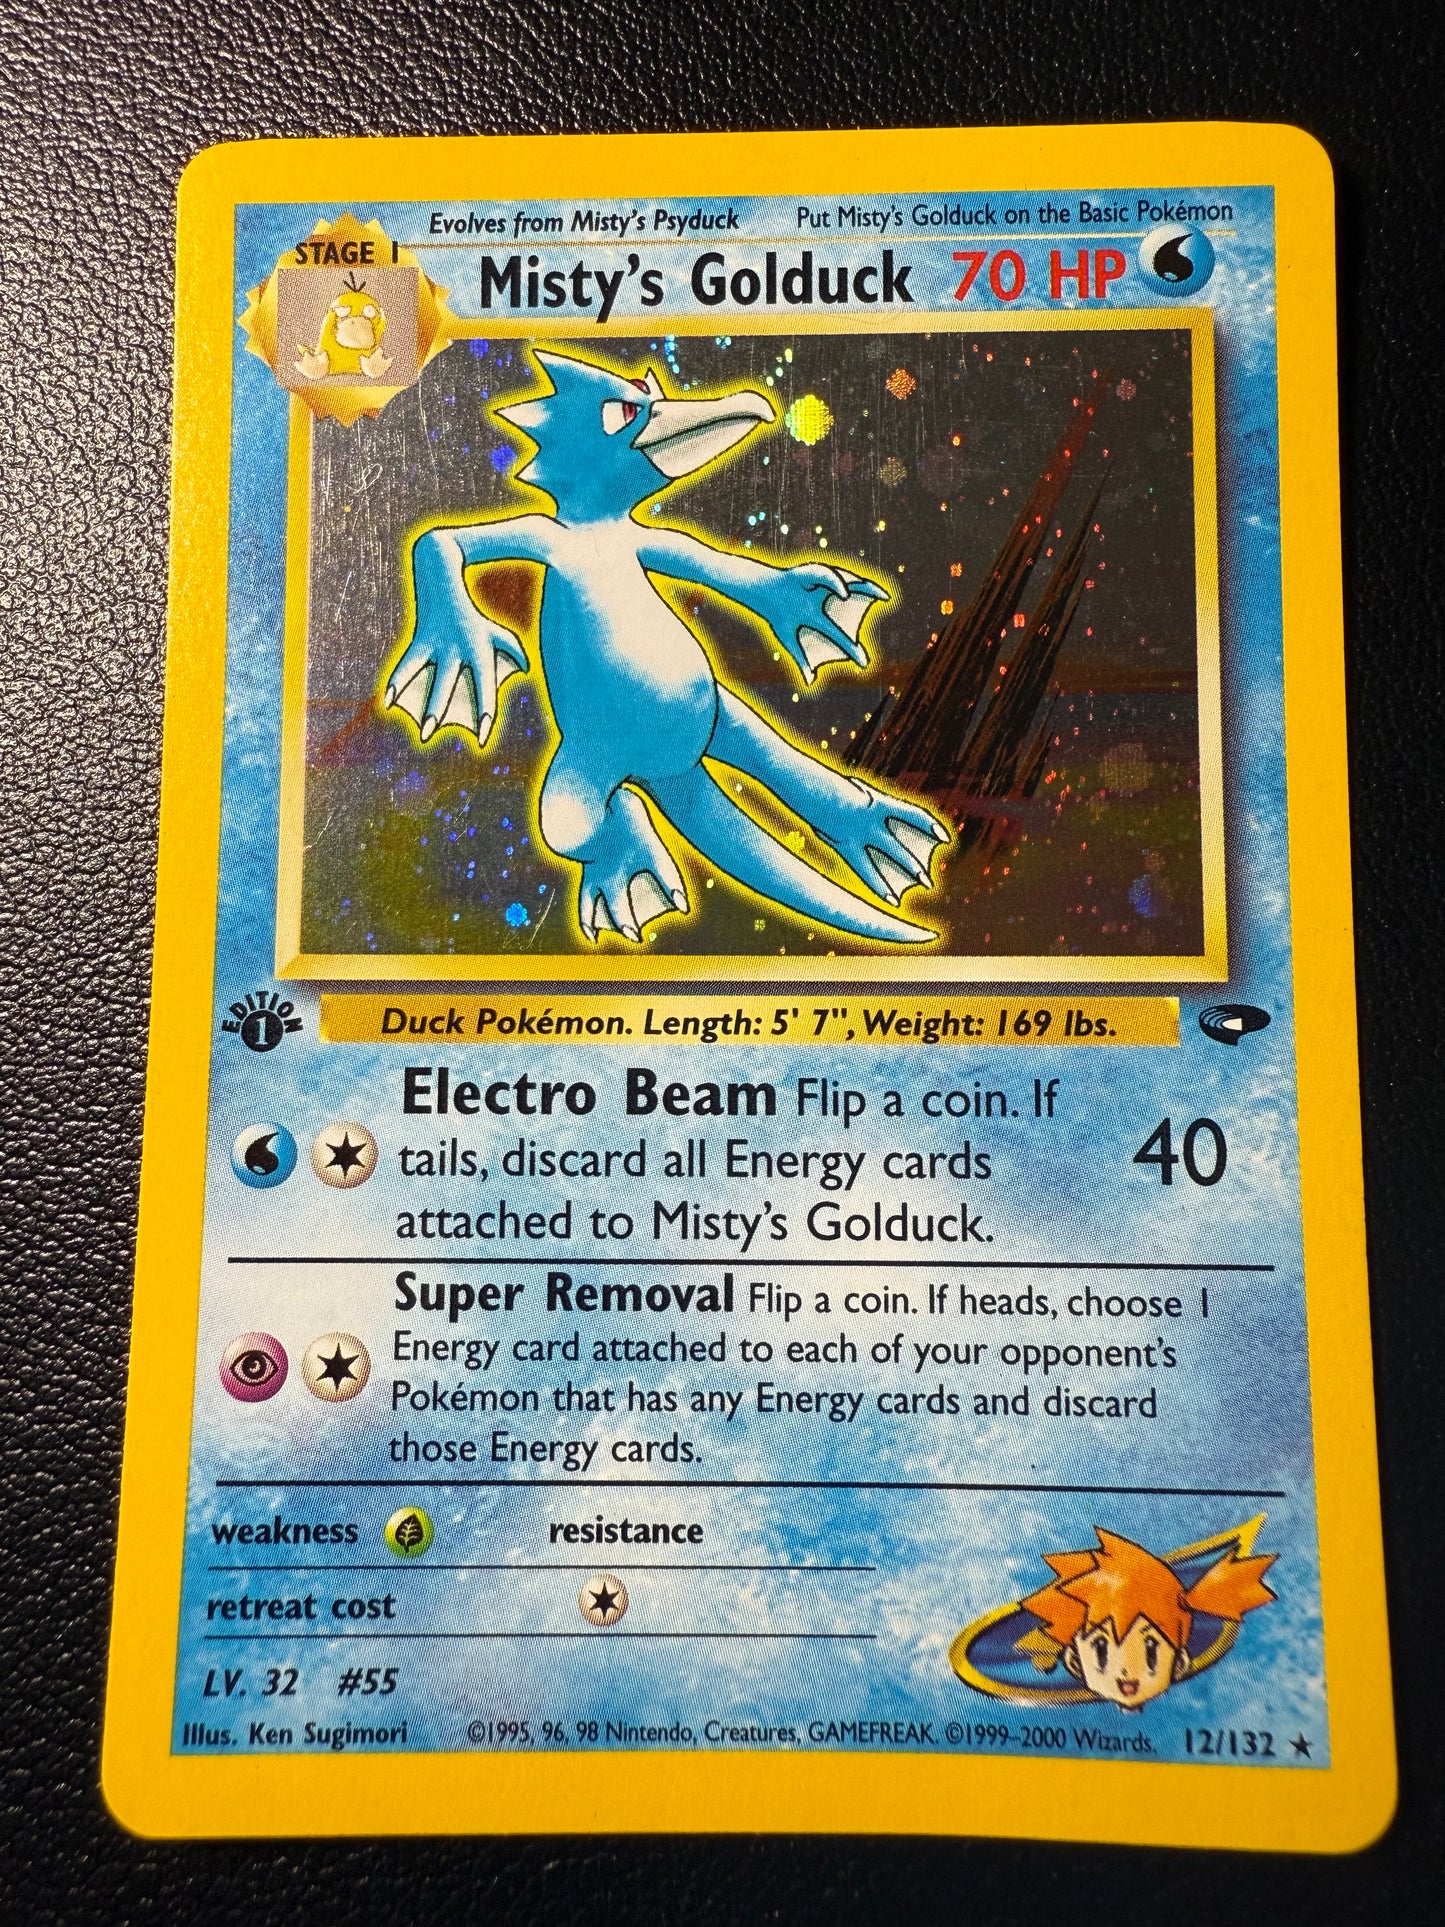 Evolves from Misty's Psyduck Put Misty's Golduck on the Basic Pokémon
STAGE 1
Misty's Golduck 70 HP
EDITION
1
Duck Pokémon. Length: 5' 7", Weight: 169 lbs.
Electro Beam Flip a coin. If
tails, discard all Energy cards
attached to Misty's Golduck.
40
Super Removal Flip a coin. If heads, choose 1
Energy card attached to each of your opponent's
Pokémon that has any Energy cards and discard
those Energy cards.
weakness resistance
retreat cost
LV. 32 #55
Illus. Ken Sugimori ©1995, 96, 98 Nintendo, Creatures, GAMEFREAK. ©1999–2000 Wizards. 12/132 ★